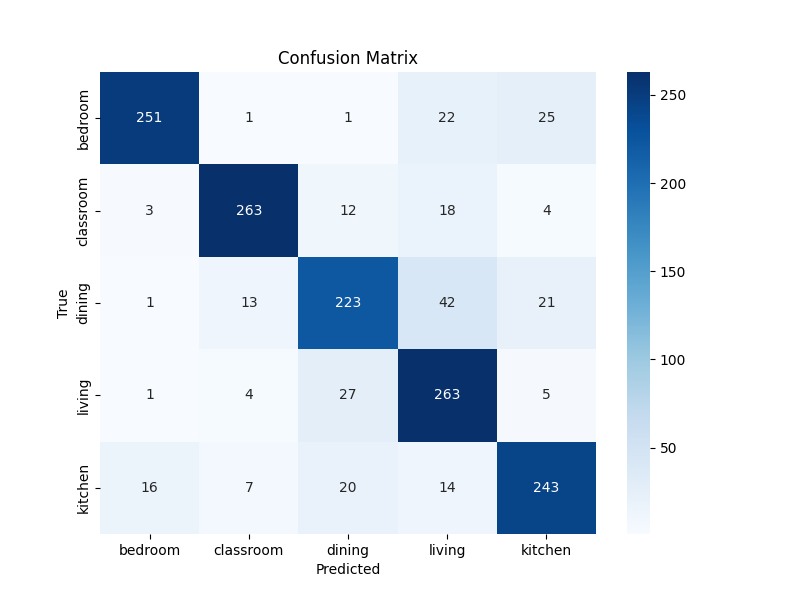 Confusion Matrix
True
bedroom 251 1 1 22 25
classroom 3 263 12 18 4
dining 1 13 223 42 21
living 1 4 27 263 5
kitchen 16 7 20 14 243
bedroom classroom dining living kitchen
Predicted
250
200
150
100
50